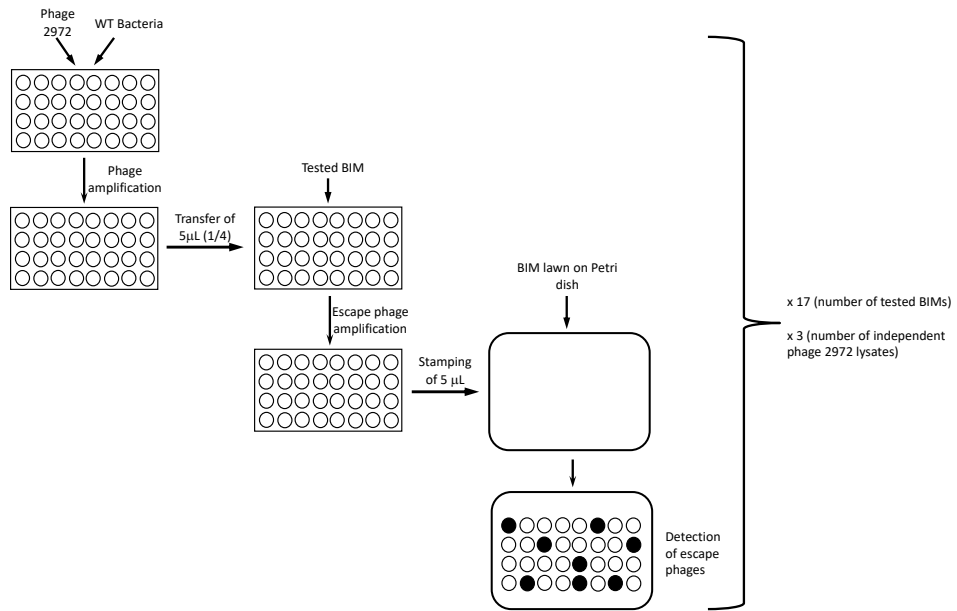 Phage
2972
WT Bacteria
Phage
amplification
Transfer of
5µL (1/4)
Tested BIM
Escape phage
amplification
Stamping
of 5 µL
BIM lawn on Petri
dish
Detection
of escape
phages
x 17 (number of tested BIMs)
x 3 (number of independent
phage 2972 lysates)